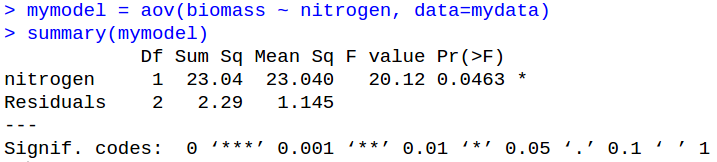 > mymodel = aov(biomass ~ nitrogen, data=mydata)
> summary(mymodel)
            Df Sum Sq Mean Sq F value Pr(>F)
nitrogen     1  23.04  23.040   20.12 0.0463 *
Residuals    2   2.29   1.145
---
Signif. codes:  0 ‘***’ 0.001 ‘**’ 0.01 ‘*’ 0.05 ‘.’ 0.1 ‘ ’ 1